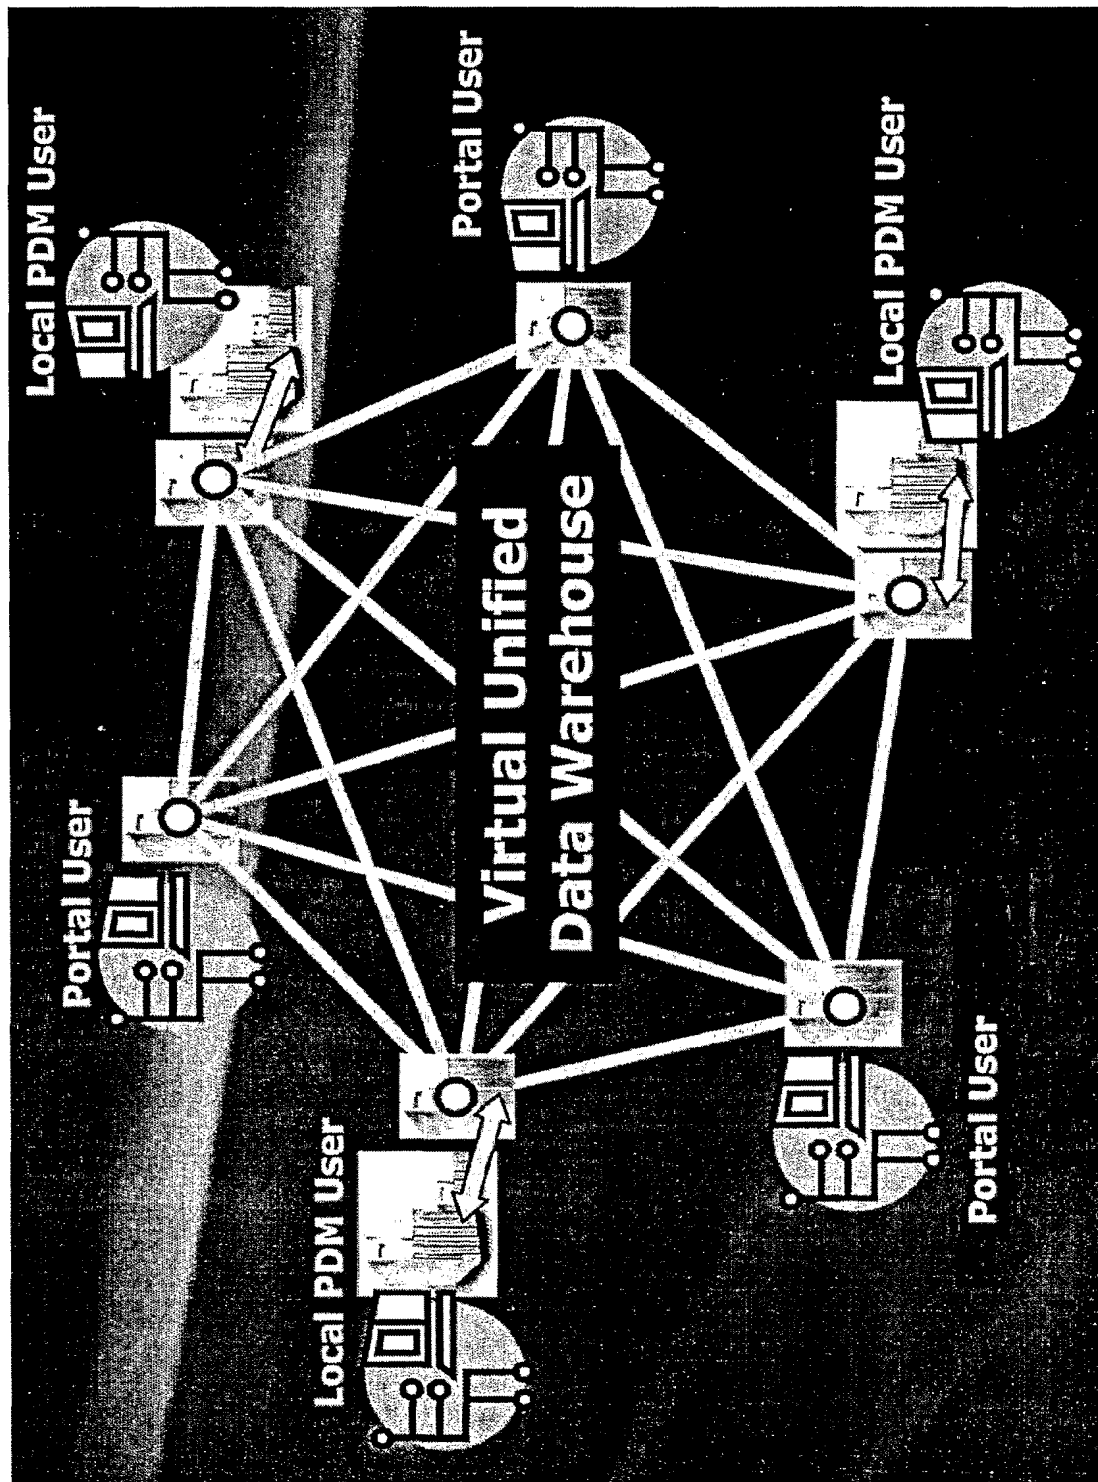 Local PDM User
Portal User
Local PDM User
Portal User
Virtual Unified
Data Warehouse
Local PDM User
Portal User